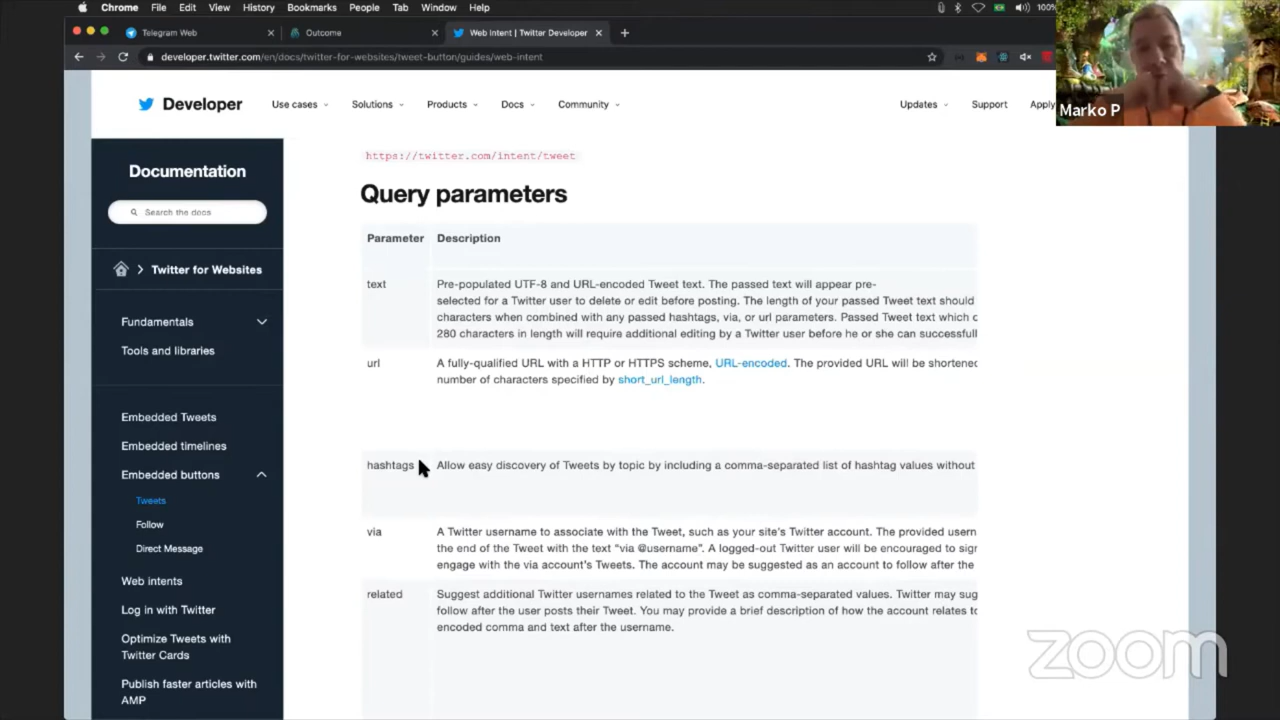 Chrome File Edit View History Bookmarks People Tab Window Help 100%
Telegram Web Outcome Web Intent | Twitter Developer
developer.twitter.com/en/docs/twitter-for-websites/tweet-button/guides/web-intent
Developer Use cases Solutions Products Docs Community Updates Support Apply
Marko P
Documentation
Search the docs
Twitter for Websites
Fundamentals
Tools and libraries
Embedded Tweets
Embedded timelines
Embedded buttons
Tweets
Follow
Direct Message
Web intents
Log in with Twitter
Optimize Tweets with
Twitter Cards
Publish faster articles with
AMP
https://twitter.com/intent/tweet
Query parameters
Parameter Description
text Pre-populated UTF-8 and URL-encoded Tweet text. The passed text will appear pre-
selected for a Twitter user to delete or edit before posting. The length of your passed Tweet text should
characters when combined with any passed hashtags, via, or url parameters. Passed Tweet text which
280 characters in length will require additional editing by a Twitter user before he or she can successfull
url A fully-qualified URL with a HTTP or HTTPS scheme, URL-encoded. The provided URL will be shortened
number of characters specified by short_url_length.
hashtags Allow easy discovery of Tweets by topic by including a comma-separated list of hashtag values without
via A Twitter username to associate with the Tweet, such as your site's Twitter account. The provided usern
the end of the Tweet with the text “via @username”. A logged-out Twitter user will be encouraged to sign
engage with the via account's Tweets. The account may be suggested as an account to follow after the
related Suggest additional Twitter usernames related to the Tweet as comma-separated values. Twitter may sug
follow after the user posts their Tweet. You may provide a brief description of how the account relates to
encoded comma and text after the username.
zoom